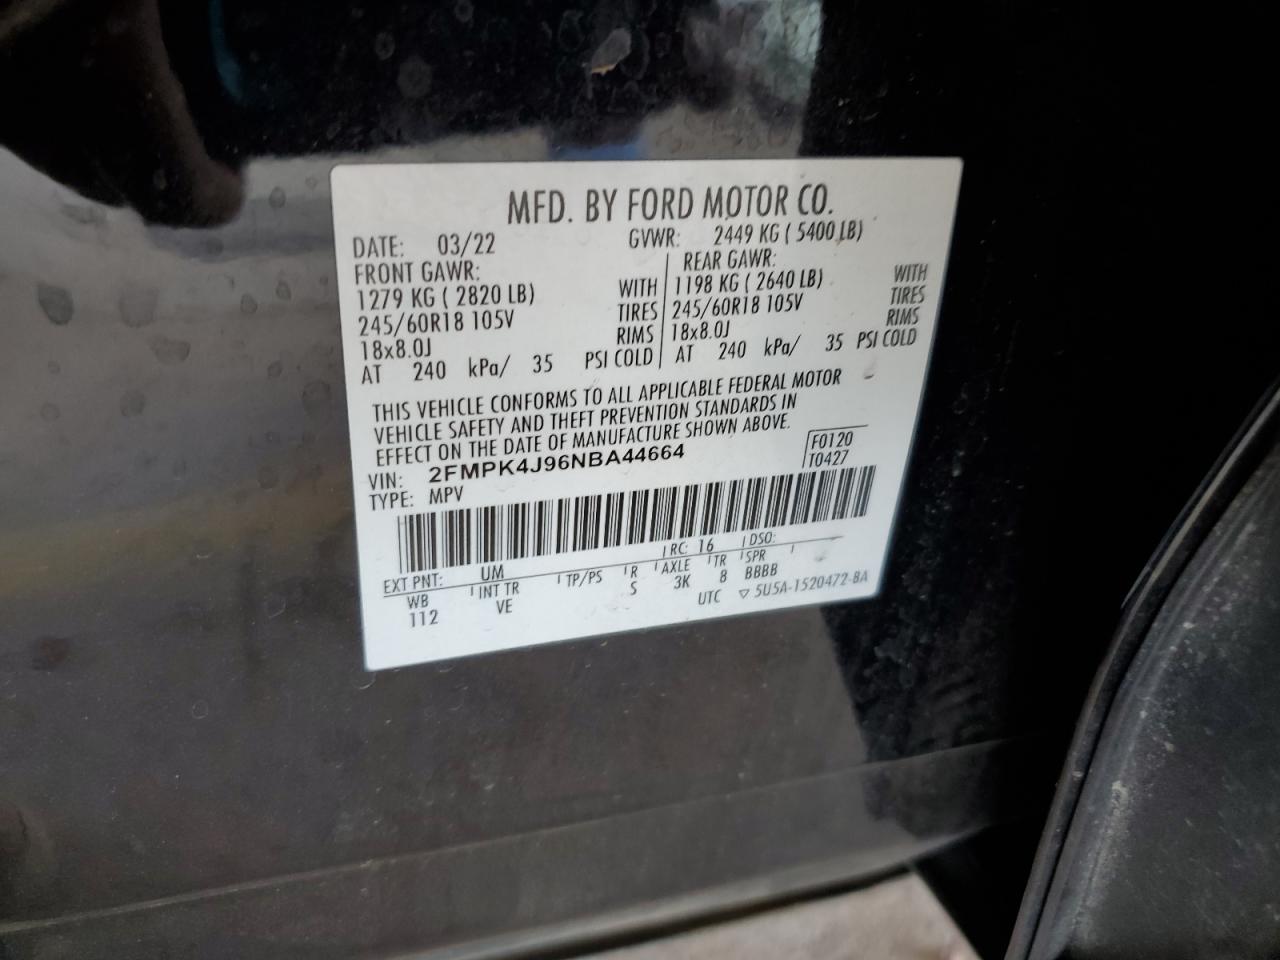 MFD. BY FORD MOTOR CO.
DATE: 03/22 GVWR: 2449 KG ( 5400 LB)
FRONT GAWR: REAR GAWR:
1279 KG ( 2820 LB) WITH 1198 KG ( 2640 LB) WITH
245/60R18 105V TIRES 245/60R18 105V TIRES
18x8.0J RIMS 18x8.0J RIMS
AT 240 kPa/ 35 PSI COLD AT 240 kPa/ 35 PSI COLD
THIS VEHICLE CONFORMS TO ALL APPLICABLE FEDERAL MOTOR
VEHICLE SAFETY AND THEFT PREVENTION STANDARDS IN
EFFECT ON THE DATE OF MANUFACTURE SHOWN ABOVE.
VIN: 2FMPK4J96NBA44664 F0120
TYPE: MPV T0427
EXT PNT: UM RC: 16 DSO:
WB INT TR TP/PS R AXLE TR SPR
112 VE S 3K 8 BBBB
UTC ▽ 5U5A-1520472-BA